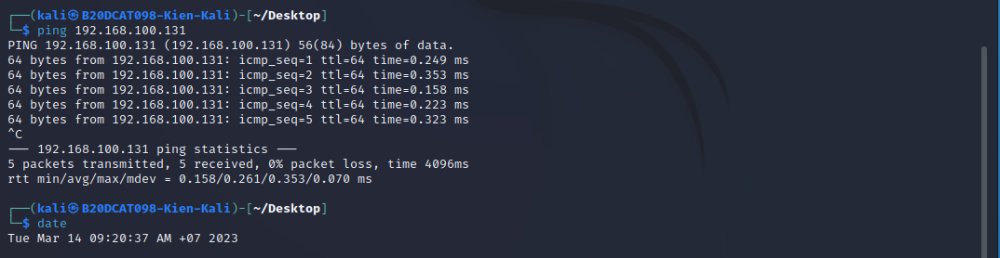 ┌──(kali㉿B20DCAT098-Kien-Kali)-[~/Desktop]
└─$ ping 192.168.100.131
PING 192.168.100.131 (192.168.100.131) 56(84) bytes of data.
64 bytes from 192.168.100.131: icmp_seq=1 ttl=64 time=0.249 ms
64 bytes from 192.168.100.131: icmp_seq=2 ttl=64 time=0.353 ms
64 bytes from 192.168.100.131: icmp_seq=3 ttl=64 time=0.158 ms
64 bytes from 192.168.100.131: icmp_seq=4 ttl=64 time=0.223 ms
64 bytes from 192.168.100.131: icmp_seq=5 ttl=64 time=0.323 ms
^C
--- 192.168.100.131 ping statistics ---
5 packets transmitted, 5 received, 0% packet loss, time 4096ms
rtt min/avg/max/mdev = 0.158/0.261/0.353/0.070 ms
┌──(kali㉿B20DCAT098-Kien-Kali)-[~/Desktop]
└─$ date
Tue Mar 14 09:20:37 AM +07 2023